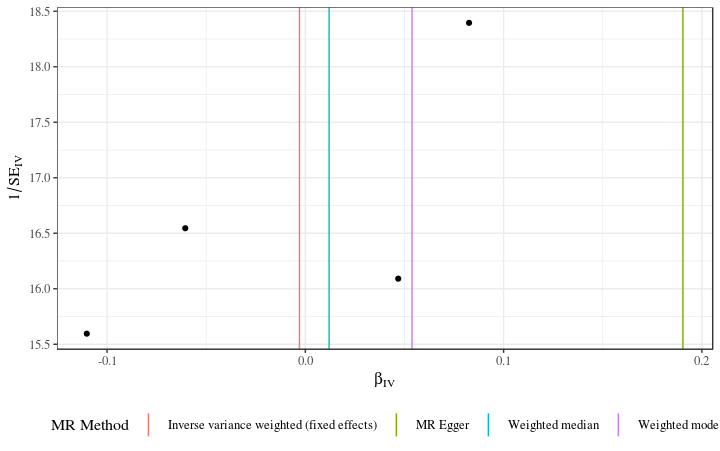 18.5
18.0
17.5
17.0
16.5
16.0
15.5
1/SE_IV
-0.1 0.0 0.1 0.2
β_IV
MR Method Inverse variance weighted (fixed effects) MR Egger Weighted median Weighted mode